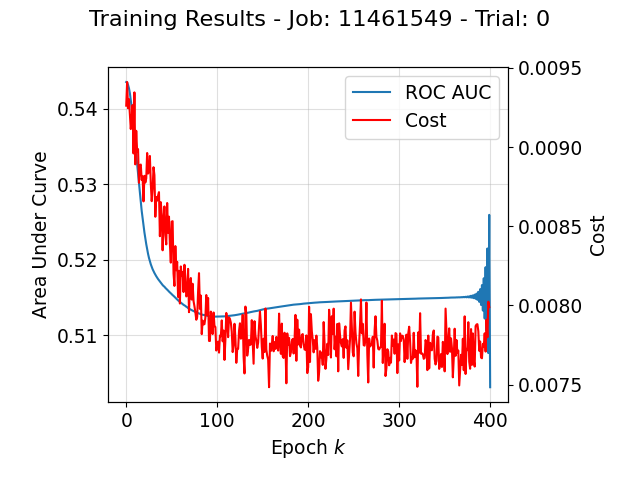 Training Results - Job: 11461549 - Trial: 0
ROC AUC
Cost
Area Under Curve
0.54
0.53
0.52
0.51
0.0095
0.0090
0.0085
0.0080
0.0075
Cost
0
100
200
300
400
Epoch k